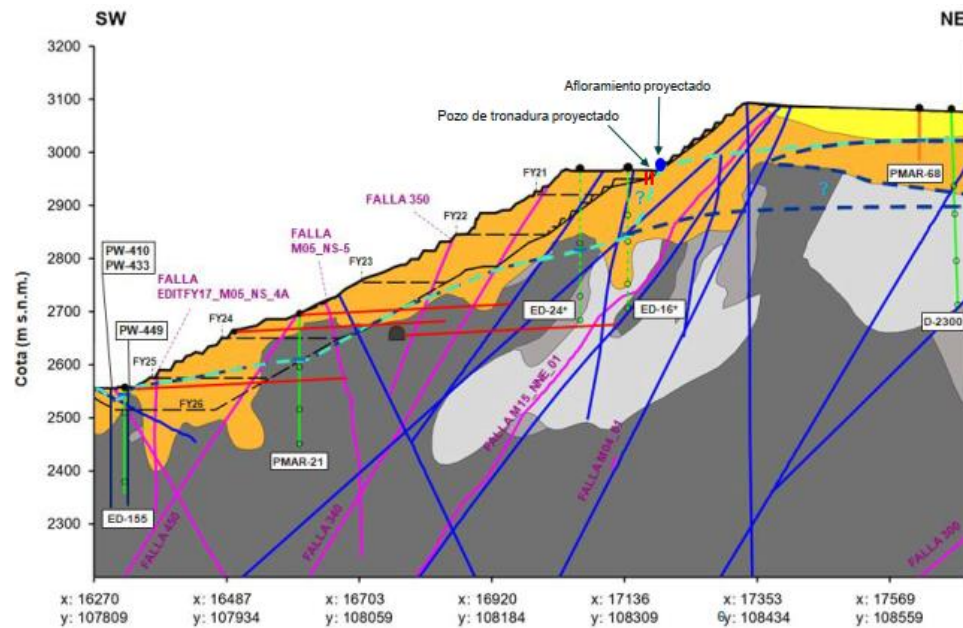 SW
NE
3200
3100
3000
2900
2800
2700
2600
2500
2400
2300
Cota (m s.n.m.)
Afloramiento proyectado
Pozo de tronadura proyectado
PMAR-68
FY21
FALLA 350
FY22
FALLA
M05_NS-5
FY23
PW-410
PW-433
FALLA
EDITFY17_M05_NS_4A
PW-449
FY24
FY25
FY26
?
?
ED-24*
ED-16*
D-2300
PMAR-21
ED-155
FALLA 450
FALLA 340
FALLA M15_NNE_01
FALLA M04_01
FALLA 300
x: 16270 x: 16487 x: 16703 x: 16920 x: 17136 x: 17353 x: 17569
y: 107809 y: 107934 y: 108059 y: 108184 y: 108309 y: 108434 y: 108559